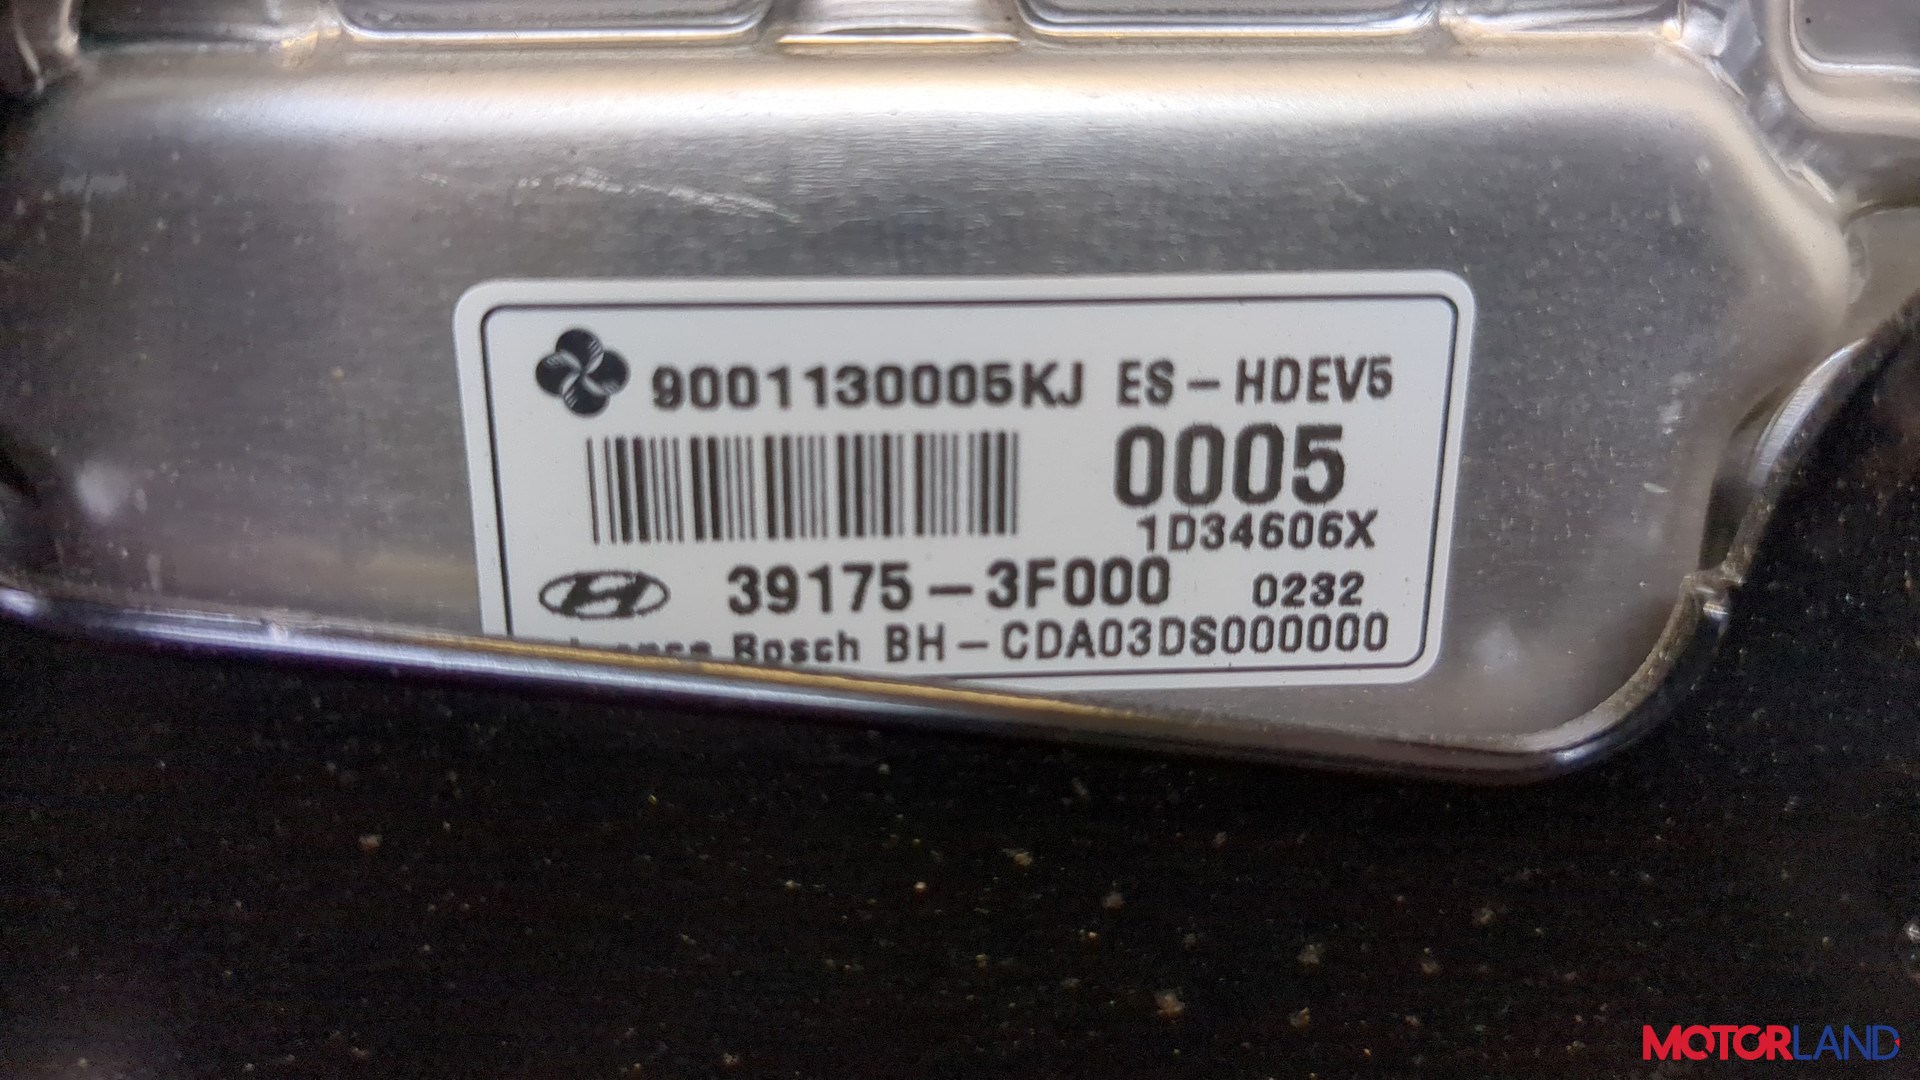 9001130005KJ ES-HDEV5
0005
1D34606X
39175-3F000 0232
Bosch BH-CDA03DS000000
MOTORLAND